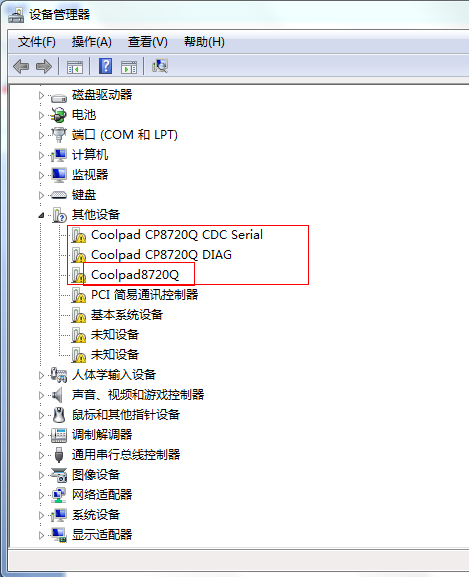 设备管理器
文件(F) 操作(A) 查看(V) 帮助(H)
磁盘驱动器
电池
端口 (COM 和 LPT)
计算机
监视器
键盘
其他设备
Coolpad CP8720Q CDC Serial
Coolpad CP8720Q DIAG
Coolpad8720Q
PCI 简易通讯控制器
基本系统设备
未知设备
未知设备
人体学输入设备
声音、视频和游戏控制器
鼠标和其他指针设备
调制解调器
通用串行总线控制器
图像设备
网络适配器
系统设备
显示适配器